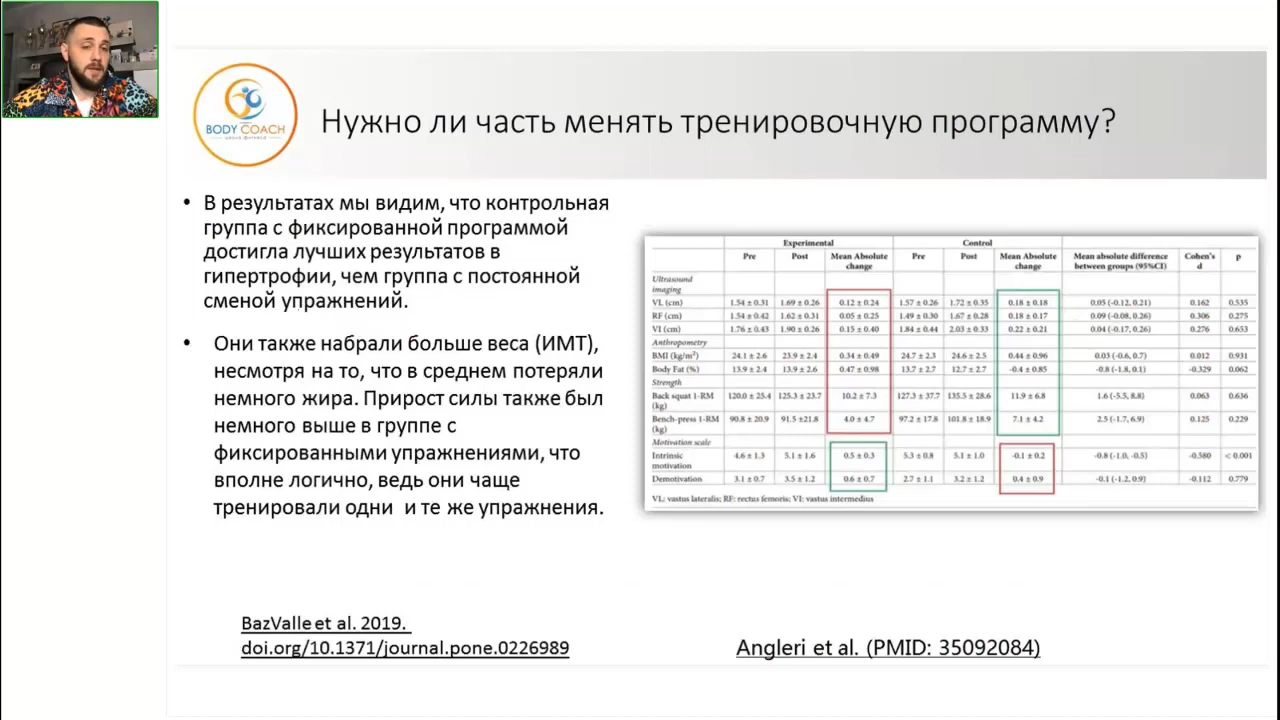 BODY COACH
Нужно ли часть менять тренировочную программу?
• В результатах мы видим, что контрольная
группа с фиксированной программой
достигла лучших результатов в
гипертрофии, чем группа с постоянной
сменой упражнений.
• Они также набрали больше веса (ИМТ),
несмотря на то, что в среднем потеряли
немного жира. Прирост силы также был
немного выше в группе с
фиксированными упражнениями, что
вполне логично, ведь они чаще
тренировали одни и те же упражнения.
Experimental Control
Pre Post Mean Absolute change Pre Post Mean Absolute change Mean absolute difference between groups (95%CI) Cohen's d p
Ultrasound imaging
VL (cm) 1.54 ± 0.31 1.69 ± 0.26 0.12 ± 0.24 1.57 ± 0.26 1.72 ± 0.35 0.18 ± 0.18 0.05 (-0.12, 0.21) 0.162 0.535
RF (cm) 1.54 ± 0.42 1.62 ± 0.31 0.05 ± 0.25 1.49 ± 0.30 1.67 ± 0.28 0.18 ± 0.17 0.09 (-0.08, 0.26) 0.306 0.275
VI (cm) 1.76 ± 0.43 1.90 ± 0.26 0.15 ± 0.40 1.84 ± 0.44 2.03 ± 0.33 0.22 ± 0.21 0.04 (-0.17, 0.26) 0.276 0.653
Anthropometry
BMI (kg/m²) 24.1 ± 2.6 23.9 ± 2.4 0.34 ± 0.49 24.7 ± 2.3 24.6 ± 2.5 0.44 ± 0.96 0.03 (-0.6, 0.7) 0.012 0.931
Body Fat (%) 13.9 ± 2.4 13.9 ± 2.6 0.47 ± 0.98 13.7 ± 2.7 12.7 ± 2.7 -0.4 ± 0.85 -0.8 (-1.8, 0.1) -0.329 0.062
Strength
Back squat 1-RM (kg) 120.0 ± 25.4 125.3 ± 23.7 10.2 ± 7.3 127.3 ± 37.7 135.5 ± 28.6 11.9 ± 6.8 1.6 (-5.5, 8.8) 0.063 0.636
Bench-press 1-RM (kg) 90.8 ± 20.9 91.5 ±21.8 4.0 ± 4.7 97.2 ± 17.8 101.8 ± 18.9 7.1 ± 4.2 2.5 (-1.7, 6.9) 0.125 0.229
Motivation scale
Intrinsic motivation 4.6 ± 1.3 5.1 ± 1.6 0.5 ± 0.3 5.3 ± 0.8 5.1 ± 1.0 -0.1 ± 0.2 -0.8 (-1.0, -0.5) -0.580 < 0.001
Demotivation 3.1 ± 0.7 3.5 ± 1.2 0.6 ± 0.7 2.7 ± 1.1 3.2 ± 1.2 0.4 ± 0.9 -0.1 (-1.2, 0.9) -0.112 0.779
VL: vastus lateralis; RF: rectus femoris; VI: vastus intermedius
BazValle et al. 2019.
doi.org/10.1371/journal.pone.0226989
Angleri et al. (PMID: 35092084)